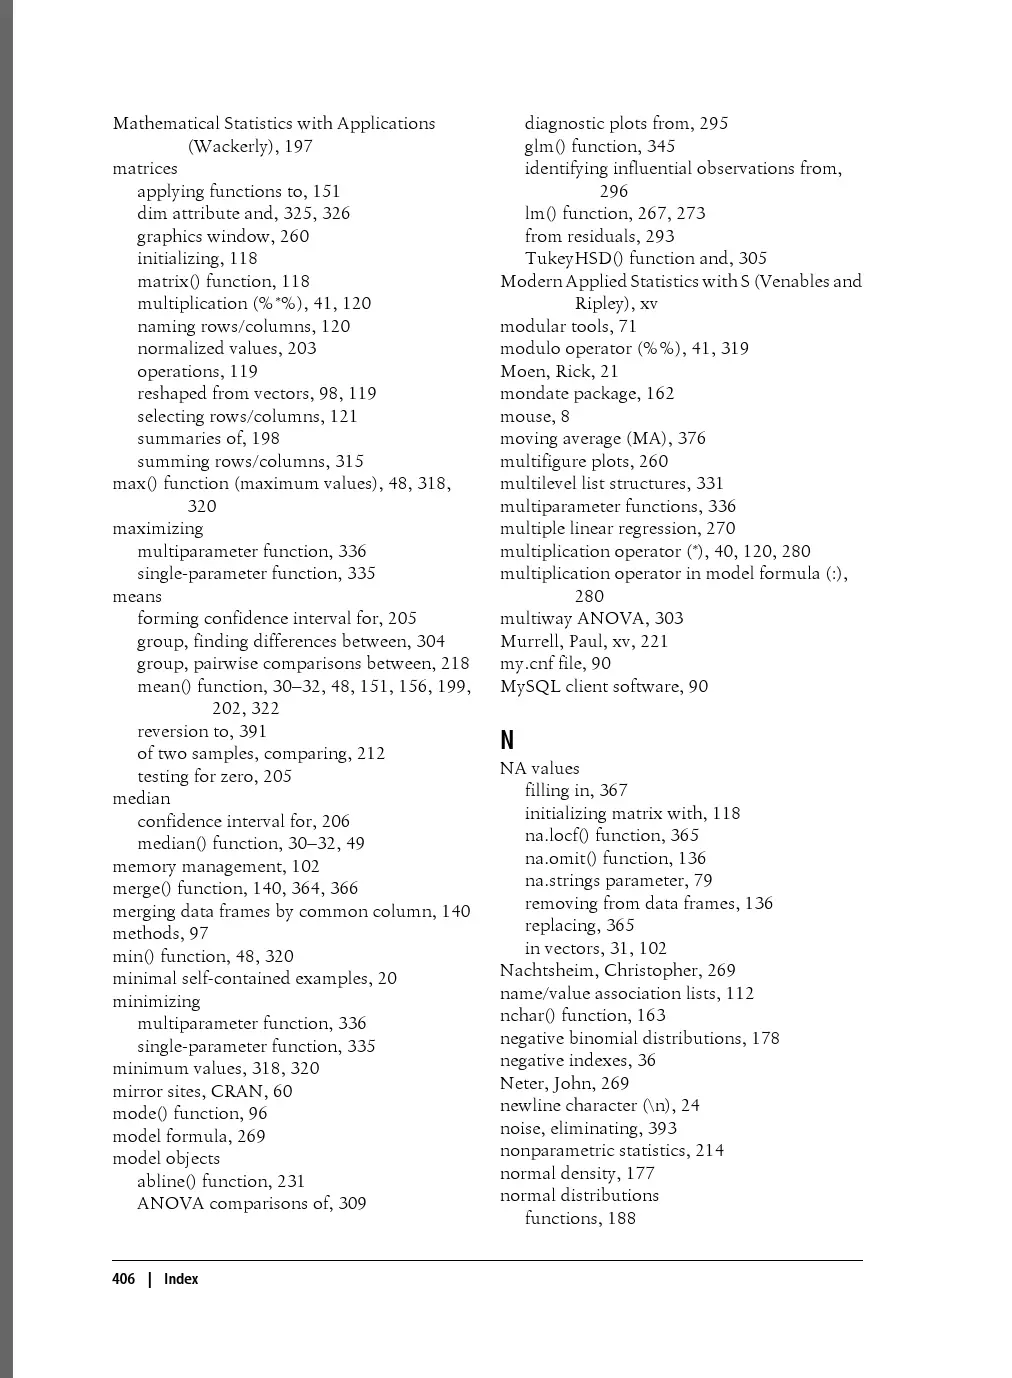 Mathematical Statistics with Applications
(Wackerly), 197
matrices
applying functions to, 151
dim attribute and, 325, 326
graphics window, 260
initializing, 118
matrix() function, 118
multiplication (%*%), 41, 120
naming rows/columns, 120
normalized values, 203
operations, 119
reshaped from vectors, 98, 119
selecting rows/columns, 121
summaries of, 198
summing rows/columns, 315
max() function (maximum values), 48, 318,
320
maximizing
multiparameter function, 336
single-parameter function, 335
means
forming confidence interval for, 205
group, finding differences between, 304
group, pairwise comparisons between, 218
mean() function, 30–32, 48, 151, 156, 199,
202, 322
reversion to, 391
of two samples, comparing, 212
testing for zero, 205
median
confidence interval for, 206
median() function, 30–32, 49
memory management, 102
merge() function, 140, 364, 366
merging data frames by common column, 140
methods, 97
min() function, 48, 320
minimal self-contained examples, 20
minimizing
multiparameter function, 336
single-parameter function, 335
minimum values, 318, 320
mirror sites, CRAN, 60
mode() function, 96
model formula, 269
model objects
abline() function, 231
ANOVA comparisons of, 309
diagnostic plots from, 295
glm() function, 345
identifying influential observations from,
296
lm() function, 267, 273
from residuals, 293
TukeyHSD() function and, 305
Modern Applied Statistics with S (Venables and
Ripley), xv
modular tools, 71
modulo operator (%%), 41, 319
Moen, Rick, 21
mondate package, 162
mouse, 8
moving average (MA), 376
multifigure plots, 260
multilevel list structures, 331
multiparameter functions, 336
multiple linear regression, 270
multiplication operator (*), 40, 120, 280
multiplication operator in model formula (:),
280
multiway ANOVA, 303
Murrell, Paul, xv, 221
my.cnf file, 90
MySQL client software, 90
N
NA values
filling in, 367
initializing matrix with, 118
na.locf() function, 365
na.omit() function, 136
na.strings parameter, 79
removing from data frames, 136
replacing, 365
in vectors, 31, 102
Nachtsheim, Christopher, 269
name/value association lists, 112
nchar() function, 163
negative binomial distributions, 178
negative indexes, 36
Neter, John, 269
newline character (\n), 24
noise, eliminating, 393
nonparametric statistics, 214
normal density, 177
normal distributions
functions, 188
406 | Index